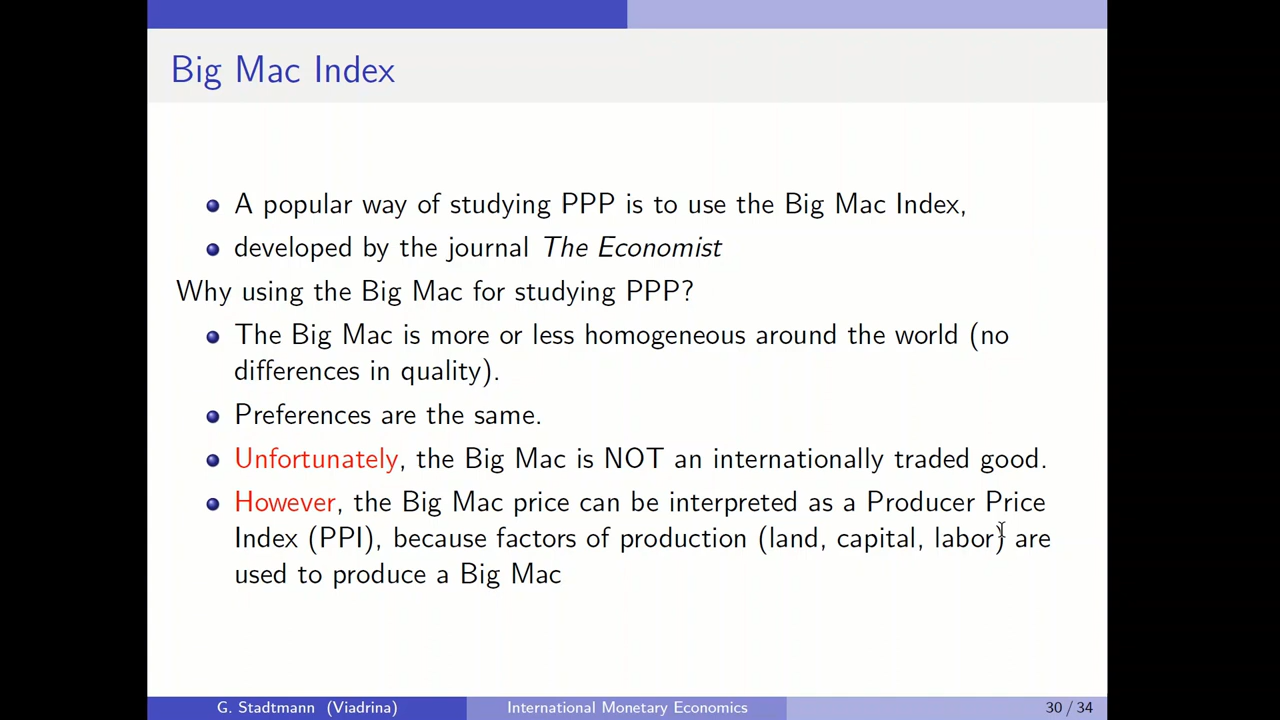 Big Mac Index
A popular way of studying PPP is to use the Big Mac Index,
developed by the journal The Economist
Why using the Big Mac for studying PPP?
The Big Mac is more or less homogeneous around the world (no
differences in quality).
Preferences are the same.
Unfortunately, the Big Mac is NOT an internationally traded good.
However, the Big Mac price can be interpreted as a Producer Price
Index (PPI), because factors of production (land, capital, labor) are
used to produce a Big Mac
G. Stadtmann (Viadrina) International Monetary Economics 30 / 34